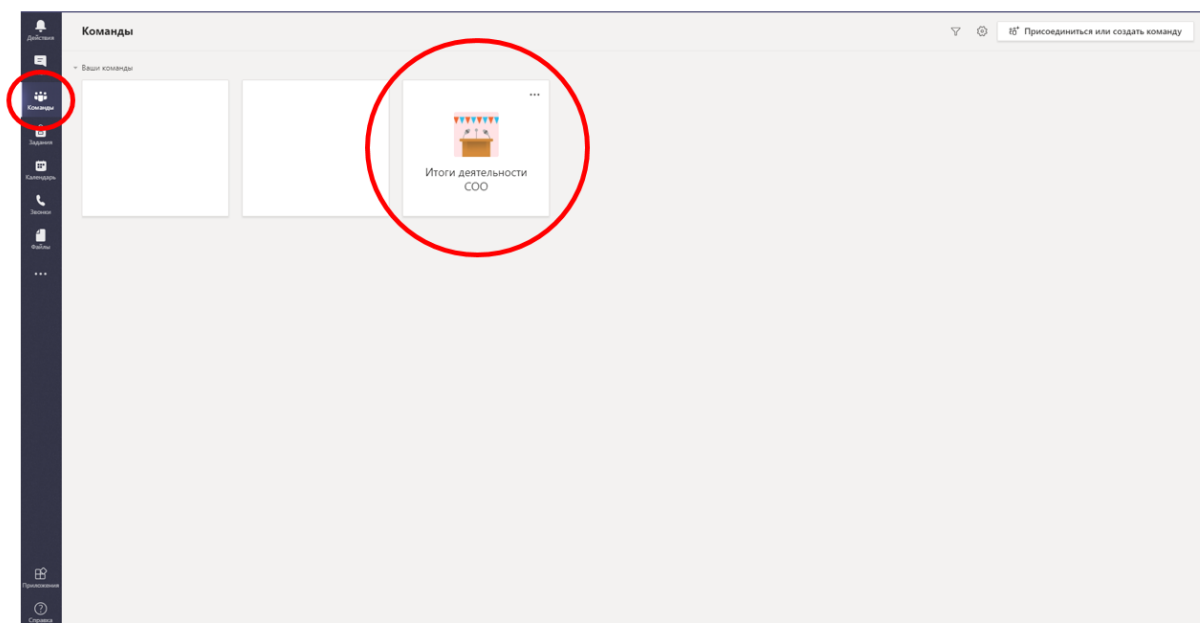 Действия
Команды
Задания
Календарь
Звонки
Файлы
Приложения
Справка
Команды
Присоединиться или создать команду
Ваши команды
Итоги деятельности
СОО